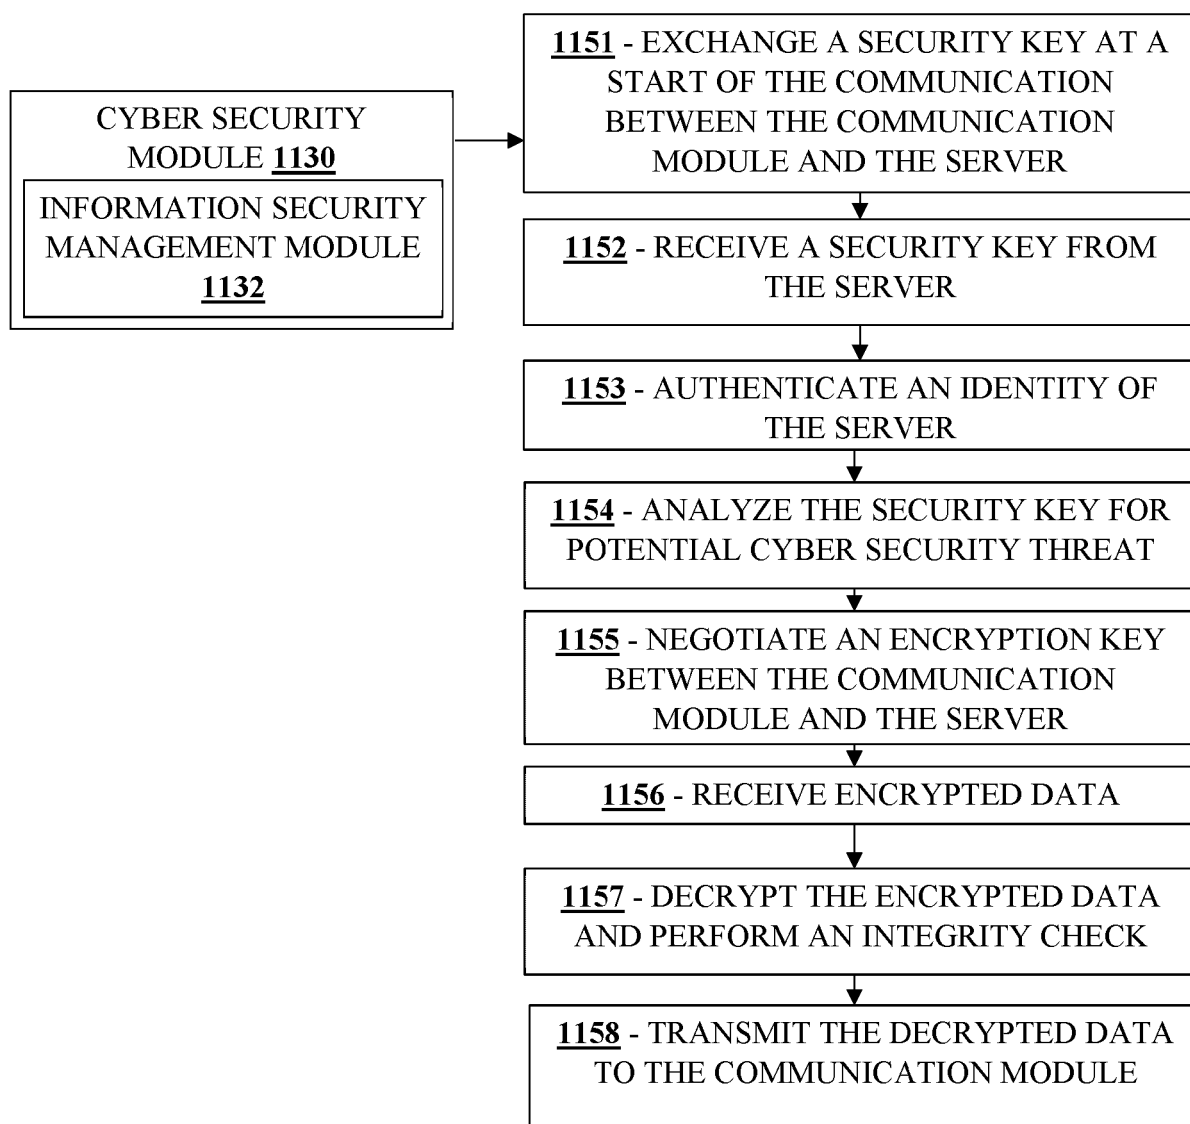 CYBER SECURITY
MODULE 1130
INFORMATION SECURITY
MANAGEMENT MODULE
1132
1151 - EXCHANGE A SECURITY KEY AT A
START OF THE COMMUNICATION
BETWEEN THE COMMUNICATION
MODULE AND THE SERVER
1152 - RECEIVE A SECURITY KEY FROM
THE SERVER
1153 - AUTHENTICATE AN IDENTITY OF
THE SERVER
1154 - ANALYZE THE SECURITY KEY FOR
POTENTIAL CYBER SECURITY THREAT
1155 - NEGOTIATE AN ENCRYPTION KEY
BETWEEN THE COMMUNICATION
MODULE AND THE SERVER
1156 - RECEIVE ENCRYPTED DATA
1157 - DECRYPT THE ENCRYPTED DATA
AND PERFORM AN INTEGRITY CHECK
1158 - TRANSMIT THE DECRYPTED DATA
TO THE COMMUNICATION MODULE